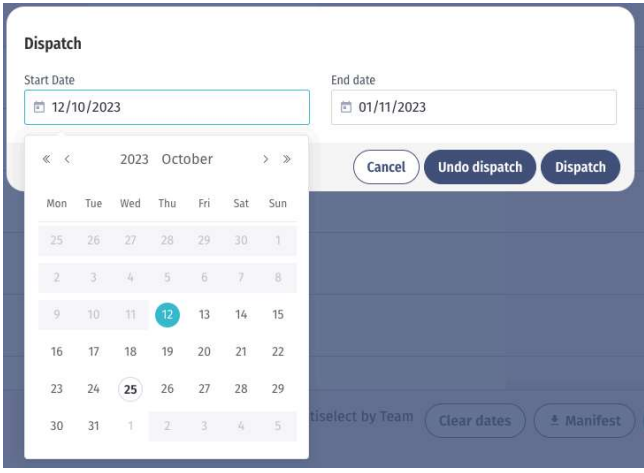 Dispatch
Start Date End date
12/10/2023 01/11/2023
« < 2023 October > »
Cancel Undo dispatch Dispatch
Mon Tue Wed Thu Fri Sat Sun
25 26 27 28 29 30 1
2 3 4 5 6 7 8
9 10 11 12 13 14 15
16 17 18 19 20 21 22
23 24 25 26 27 28 29
30 31 1 2 3 4 5
tiselect by Team Clear dates Manifest